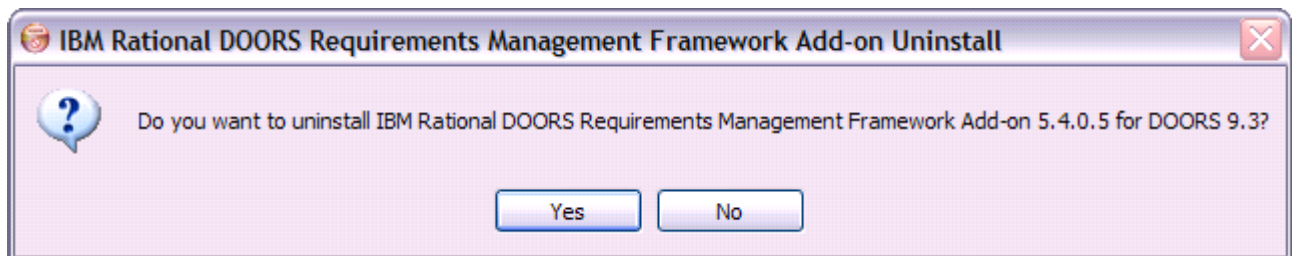 IBM Rational DOORS Requirements Management Framework Add-on Uninstall
Do you want to uninstall IBM Rational DOORS Requirements Management Framework Add-on 5.4.0.5 for DOORS 9.3?
Yes No